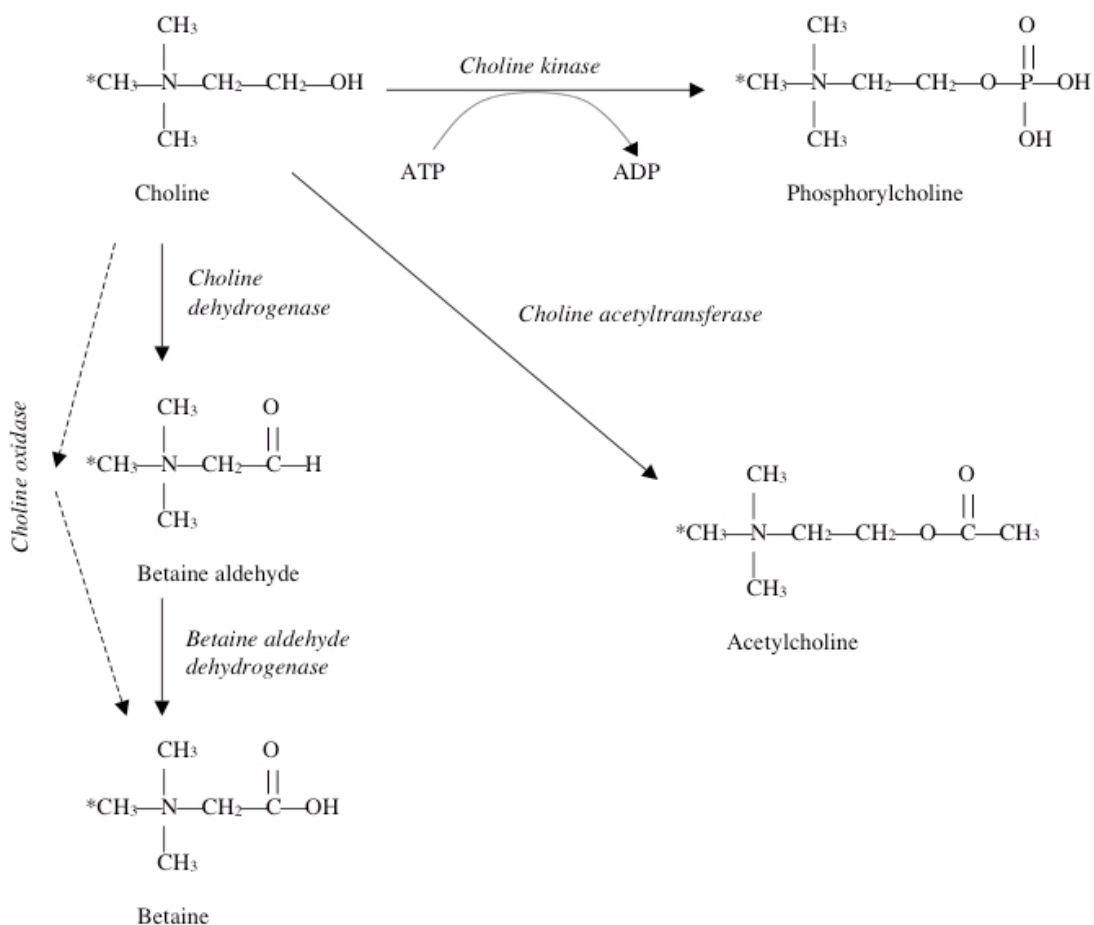 CH3 CH3 O
*CH3—N—CH2—CH2—OH Choline kinase *CH3—N—CH2—CH2—O—P—OH
CH3 CH3 OH
ATP ADP
Choline Phosphorylcholine
Choline
dehydrogenase
Choline acetyltransferase
Choline oxidase
CH3 O
*CH3—N—CH2—C—H
CH3
Betaine aldehyde
CH3 O
*CH3—N—CH2—CH2—O—C—CH3
CH3
Acetylcholine
Betaine aldehyde
dehydrogenase
CH3 O
*CH3—N—CH2—C—OH
CH3
Betaine